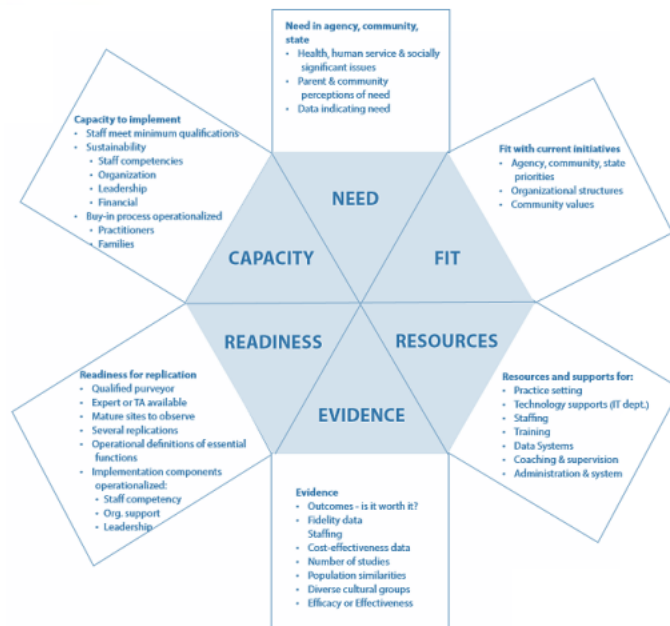 Need in agency, community,
state
• Health, human service & socially
significant issues
• Parent & community
perceptions of need
• Data indicating need
Capacity to implement
• Staff meet minimum qualifications
• Sustainability
• Staff competencies
• Organization
• Leadership
• Financial
• Buy-in process operationalized
• Practitioners
• Families
Fit with current initiatives
• Agency, community, state
priorities
• Organizational structures
• Community values
NEED
CAPACITY
FIT
READINESS
RESOURCES
EVIDENCE
Readiness for replication
• Qualified purveyor
• Expert or TA available
• Mature sites to observe
• Several replications
• Operational definitions of essential
functions
• Implementation components
operationalized:
• Staff competency
• Org. support
• Leadership
Resources and supports for:
• Practice setting
• Technology supports (IT dept.)
• Staffing
• Training
• Data Systems
• Coaching & supervision
• Administration & system
Evidence
• Outcomes - is it worth it?
• Fidelity data
Staffing
• Cost-effectiveness data
• Number of studies
• Population similarities
• Diverse cultural groups
• Efficacy or Effectiveness